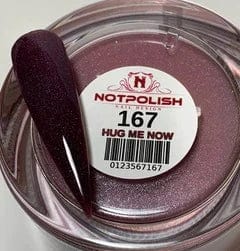 N
NOTPOLISH
NAIL DESIGN
167
HUG ME NOW
0123567167